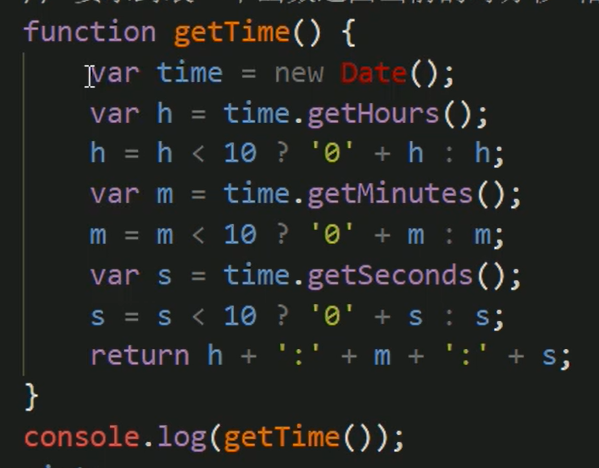 function getTime() {
var time = new Date();
var h = time.getHours();
h = h < 10 ? '0' + h : h;
var m = time.getMinutes();
m = m < 10 ? '0' + m : m;
var s = time.getSeconds();
s = s < 10 ? '0' + s : s;
return h + ':' + m + ':' + s;
}
console.log(getTime());